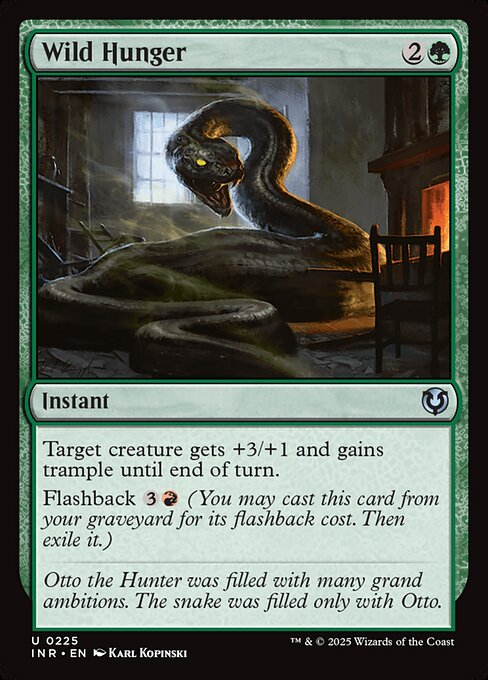 Wild Hunger 2
Instant
Target creature gets +3/+1 and gains
trample until end of turn.
Flashback 3 (You may cast this card from
your graveyard for its flashback cost. Then
exile it.)
Otto the Hunter was filled with many grand
ambitions. The snake was filled only with Otto.
U 0225 ™ & © 2025 Wizards of the Coast
INR • EN Karl Kopinski